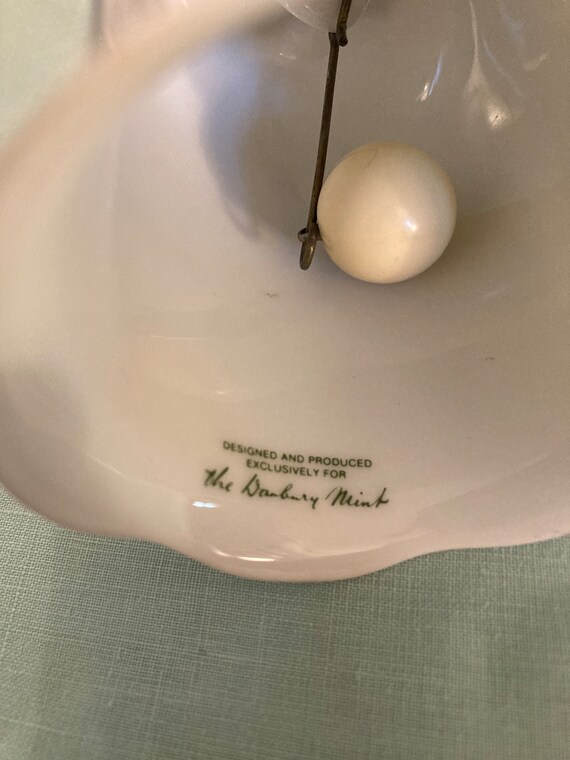 DESIGNED AND PRODUCED
EXCLUSIVELY FOR
The Danbury Mint